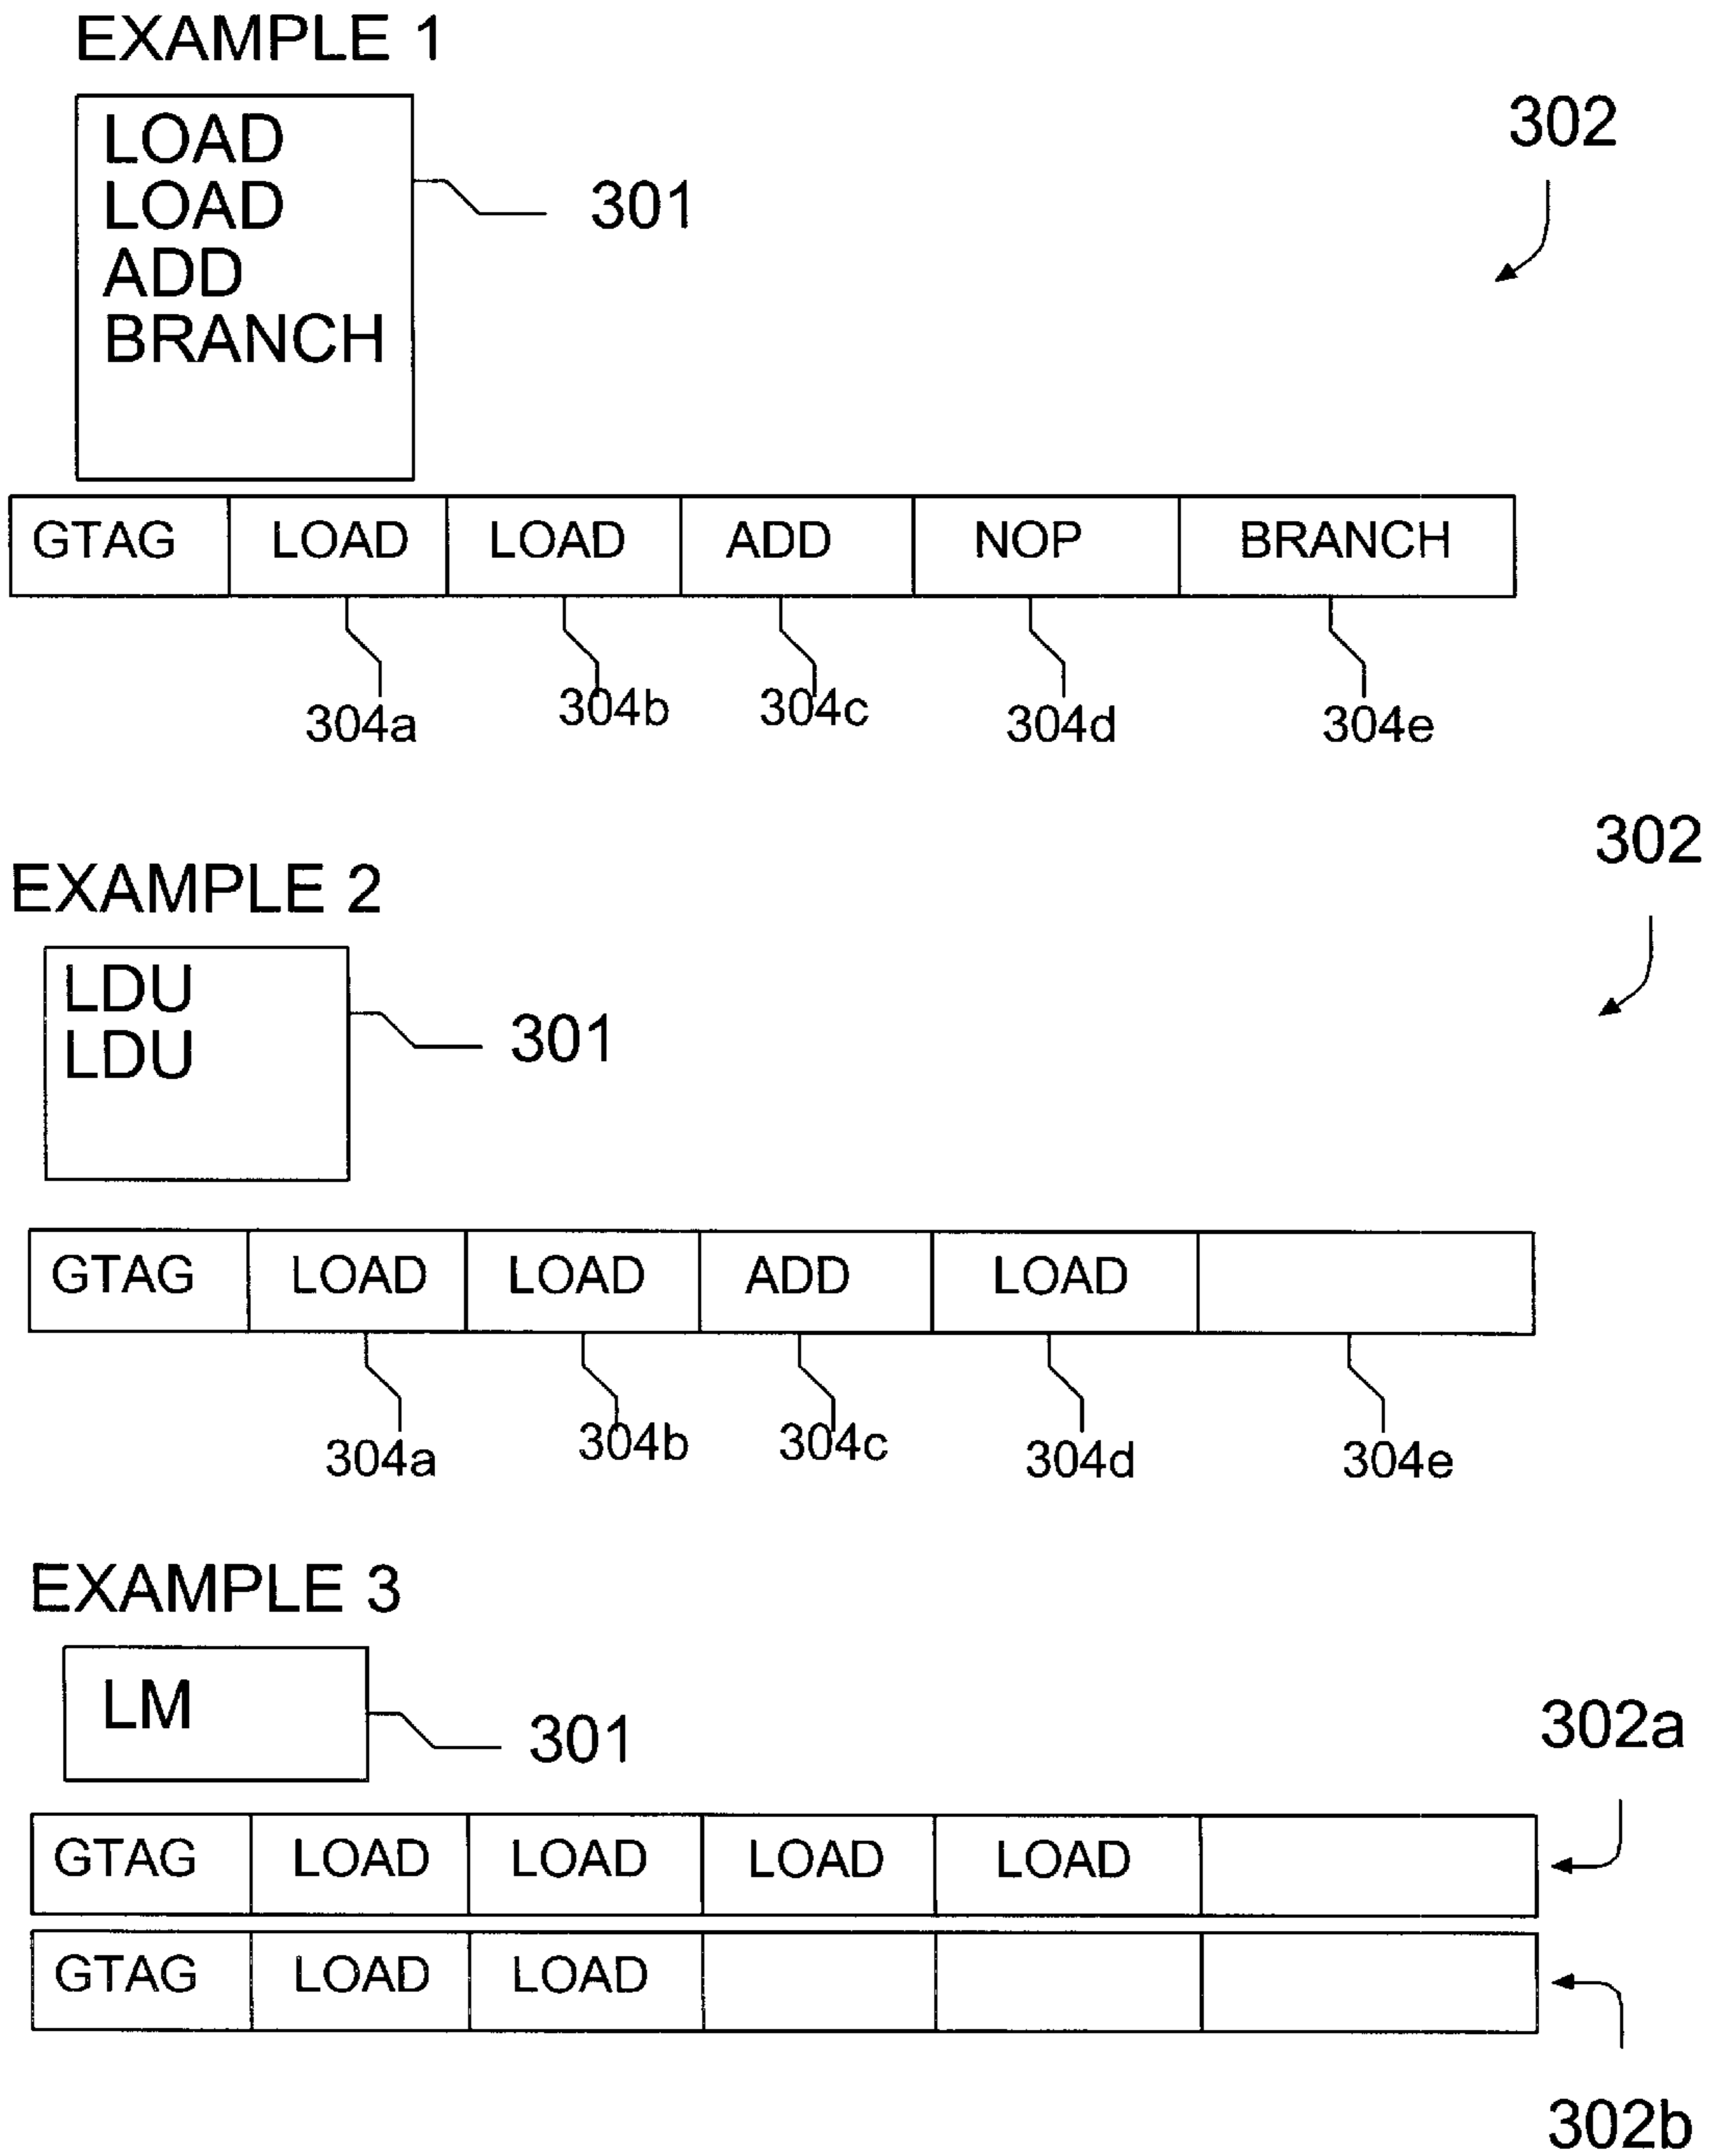 EXAMPLE 1
302
LOAD
LOAD
301
ADD
BRANCH
GTAG LOAD LOAD ADD NOP BRANCH
304a 304b 304c 304d 304e
302
EXAMPLE 2
LDU
LDU
301
GTAG LOAD LOAD ADD LOAD
304a 304b 304c 304d 304e
EXAMPLE 3
LM
301
302a
GTAG LOAD LOAD LOAD LOAD
GTAG LOAD LOAD
302b